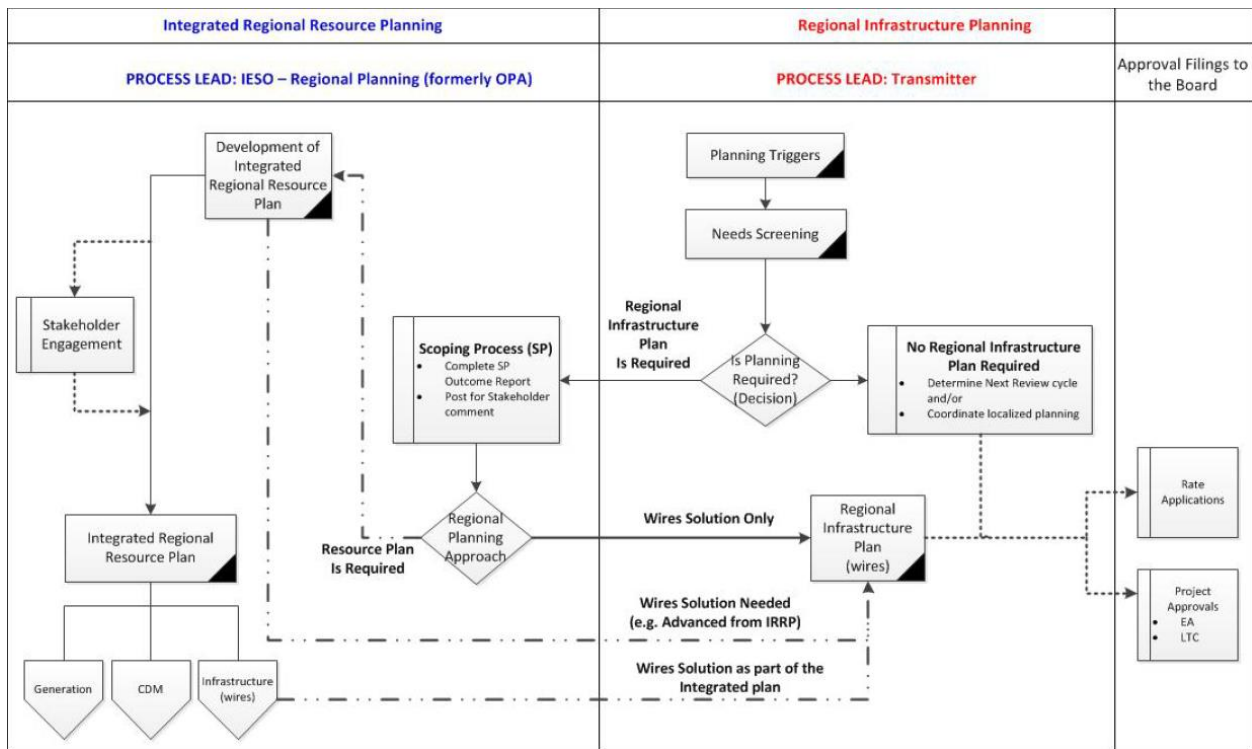 Integrated Regional Resource Planning
Regional Infrastructure Planning
PROCESS LEAD: IESO – Regional Planning (formerly OPA)
PROCESS LEAD: Transmitter
Approval Filings to
the Board
Development of
Integrated
Regional Resource
Plan
Planning Triggers
Needs Screening
Stakeholder
Engagement
Regional
Infrastructure
Plan
Is Required
Scoping Process (SP)
• Complete SP
Outcome Report
• Post for Stakeholder
comment
Is Planning
Required?
(Decision)
No Regional Infrastructure
Plan Required
• Determine Next Review cycle
and/or
• Coordinate localized planning
Rate
Applications
Integrated Regional
Resource Plan
Resource Plan
Is Required
Regional
Planning
Approach
Wires Solution Only
Regional
Infrastructure
Plan
(wires)
Project
Approvals
• EA
• LTC
Wires Solution Needed
(e.g. Advanced from IRRP)
Generation
CDM
Infrastructure
(wires)
Wires Solution as part of the
Integrated plan